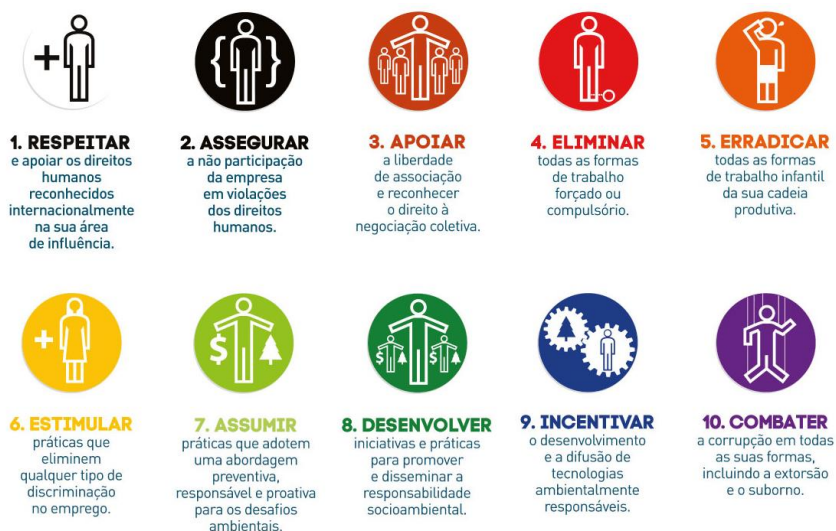 1. RESPEITAR
e apoiar os direitos
humanos
reconhecidos
internacionalmente
na sua área
de influência.
2. ASSEGURAR
a não participação
da empresa
em violações
dos direitos
humanos.
3. APOIAR
a liberdade
de associação
e reconhecer
o direito à
negociação coletiva.
4. ELIMINAR
todas as formas
de trabalho
forçado ou
compulsório.
5. ERRADICAR
todas as formas
de trabalho infantil
da sua cadeia
produtiva.
6. ESTIMULAR
práticas que
eliminem
qualquer tipo de
discriminação
no emprego.
7. ASSUMIR
práticas que adotem
uma abordagem
preventiva,
responsável e proativa
para os desafios
ambientais.
8. DESENVOLVER
iniciativas e práticas
para promover
e disseminar a
responsabilidade
socioambiental.
9. INCENTIVAR
o desenvolvimento
e a difusão de
tecnologias
ambientalmente
responsáveis.
10. COMBATER
a corrupção em todas
as suas formas,
incluindo a extorsão
e o suborno.